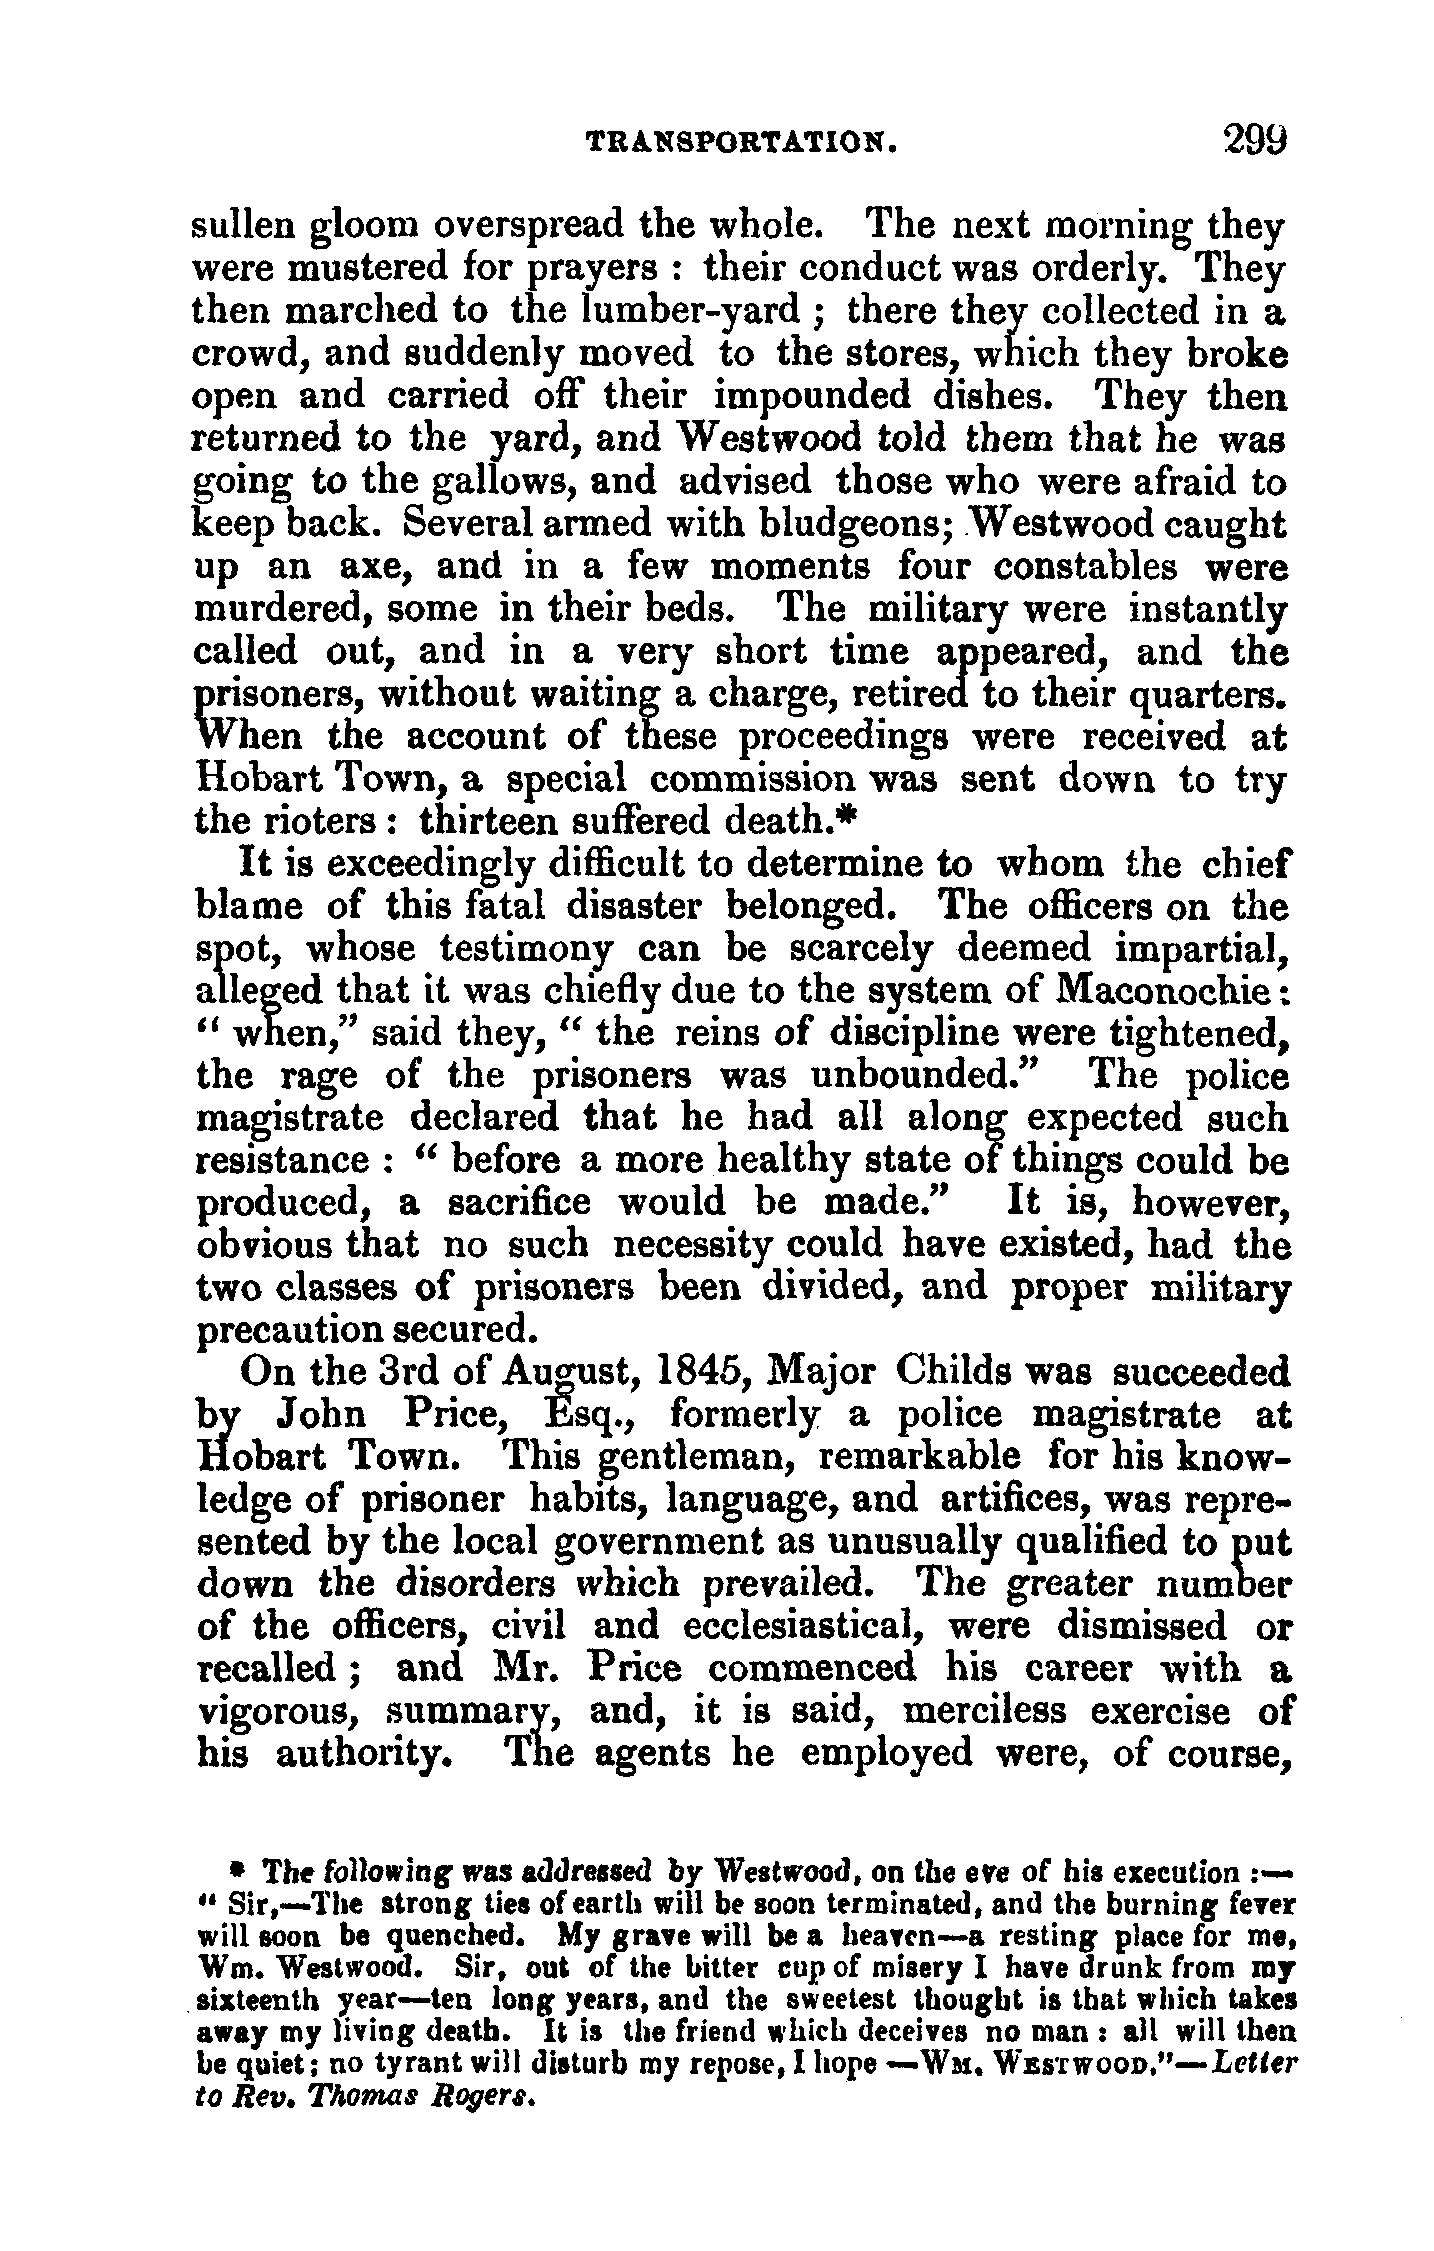 TRANSPORTATION. 299
sullen gloom overspread the whole. The next morning they
were mustered for prayers : their conduct was orderly. They
then marched to the lumber-yard ; there they collected in a
crowd, and suddenly moved to the stores, which they broke
open and carried off their impounded dishes. They then
returned to the yard, and Westwood told them that he was
going to the gallows, and advised those who were afraid to
keep back. Several armed with bludgeons; Westwood caught
up an axe, and in a few moments four constables were
murdered, some in their beds. The military were instantly
called out, and in a very short time appeared, and the
prisoners, without waiting a charge, retired to their quarters.
When the account of these proceedings were received at
Hobart Town, a special commission was sent down to try
the rioters : thirteen suffered death.*
It is exceedingly difficult to determine to whom the chief
blame of this fatal disaster belonged. The officers on the
spot, whose testimony can be scarcely deemed impartial,
alleged that it was chiefly due to the system of Maconochie :
“ when,” said they, “ the reins of discipline were tightened,
the rage of the prisoners was unbounded.” The police
magistrate declared that he had all along expected such
resistance : “ before a more healthy state of things could be
produced, a sacrifice would be made.” It is, however,
obvious that no such necessity could have existed, had the
two classes of prisoners been divided, and proper military
precaution secured.
On the 3rd of August, 1845, Major Childs was succeeded
by John Price, Esq., formerly a police magistrate at
Hobart Town. This gentleman, remarkable for his know-
ledge of prisoner habits, language, and artifices, was repre-
sented by the local government as unusually qualified to put
down the disorders which prevailed. The greater number
of the officers, civil and ecclesiastical, were dismissed or
recalled ; and Mr. Price commenced his career with a
vigorous, summary, and, it is said, merciless exercise of
his authority. The agents he employed were, of course,
* The following was addressed by Westwood, on the eve of his execution :—
“ Sir,—The strong ties of earth will be soon terminated, and the burning fever
will soon be quenched. My grave will be a heaven—a resting place for me,
Wm. Westwood. Sir, out of the bitter cup of misery I have drunk from my
sixteenth year—ten long years, and the sweetest thought is that which takes
away my living death. It is the friend which deceives no man : all will then
be quiet; no tyrant will disturb my repose, I hope —WM. WESTWOOD.”—Letter
to Rev. Thomas Rogers.